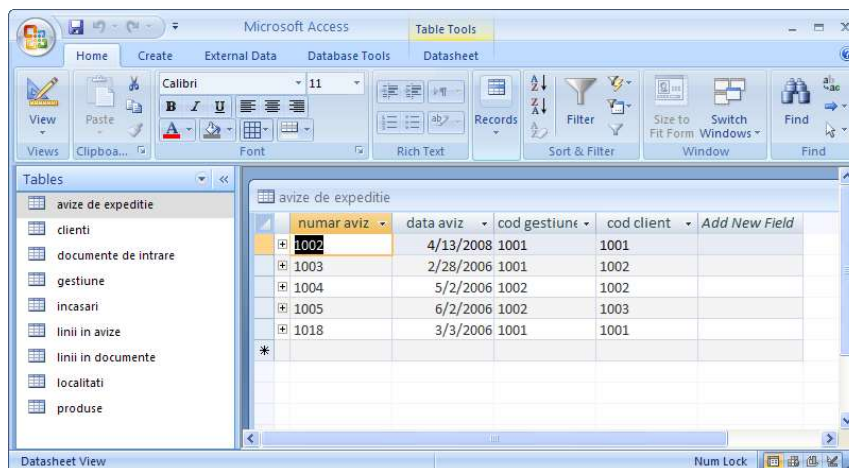 Microsoft Access Table Tools
Home Create External Data Database Tools Datasheet
Calibri 11
View Paste B I U Records Filter Size to Fit Form Switch Windows Find
Views Clipboa... Font Rich Text Sort & Filter Window Find
Tables
avize de expeditie
clienti
documente de intrare
gestiune
incasari
linii in avize
linii in documente
localitati
produse
avize de expeditie
numar aviz data aviz cod gestiune cod client Add New Field
1002 4/13/2008 1001 1001
1003 2/28/2006 1001 1002
1004 5/2/2006 1002 1002
1005 6/2/2006 1002 1003
1018 3/3/2006 1001 1001
Datasheet View Num Lock